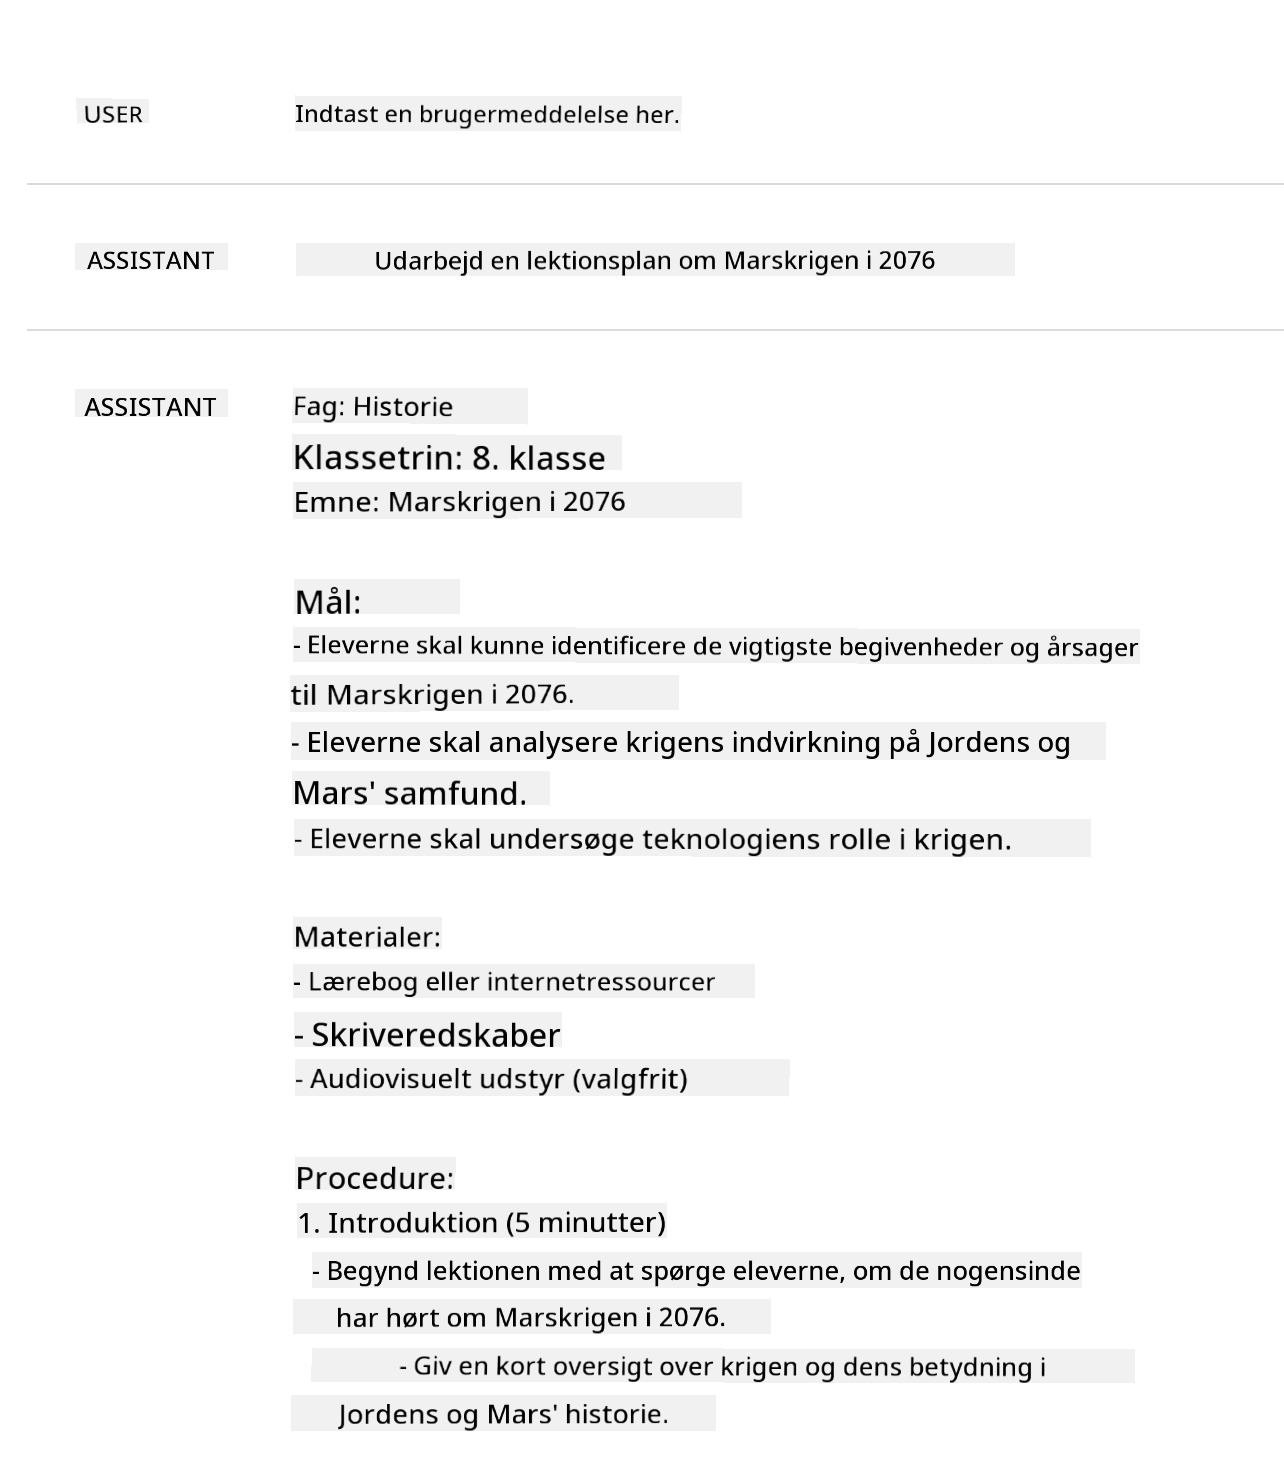 USER Indtast en brugermeddelelse her.
ASSISTANT Udarbejd en lektionsplan om Marskrigen i 2076
ASSISTANT Fag: Historie
Klassetrin: 8. klasse
Emne: Marskrigen i 2076
Mål:
- Eleverne skal kunne identificere de vigtigste begivenheder og årsager
til Marskrigen i 2076.
- Eleverne skal analysere krigens indvirkning på Jordens og
Mars' samfund.
- Eleverne skal undersøge teknologiens rolle i krigen.
Materialer:
- Lærebog eller internetressourcer
- Skriveredskaber
- Audiovisuelt udstyr (valgfrit)
Procedure:
1. Introduktion (5 minutter)
- Begynd lektionen med at spørge eleverne, om de nogensinde
har hørt om Marskrigen i 2076.
- Giv en kort oversigt over krigen og dens betydning i
Jordens og Mars' historie.